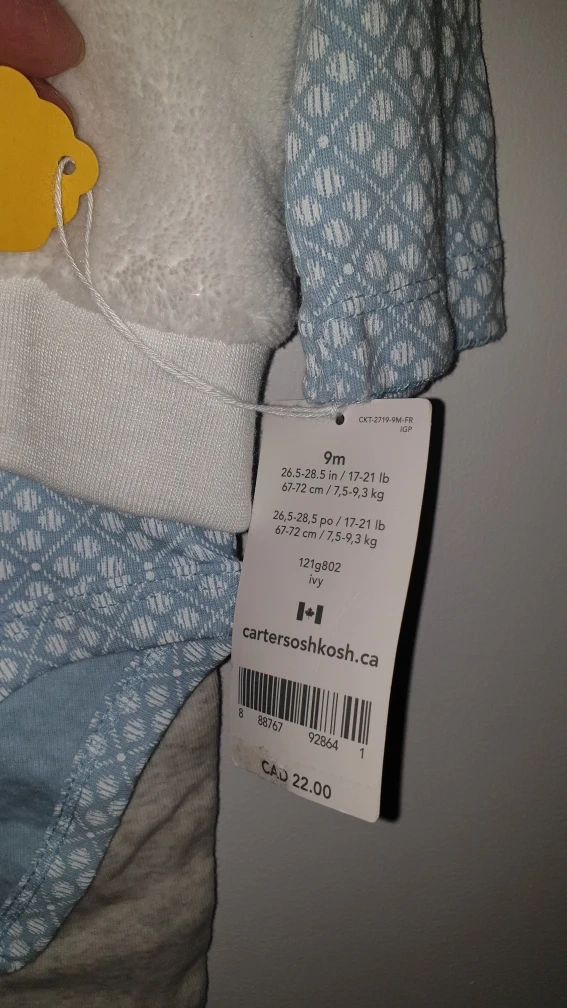 CKT-2719-9M-FR
IGP
9m
26.5-28.5 in / 17-21 lb
67-72 cm / 7,5-9,3 kg
26,5-28,5 po / 17-21 lb
67-72 cm / 7,5-9,3 kg
121g802
ivy
cartersoshkosh.ca
8 88767 92864 1
CAD 22.00